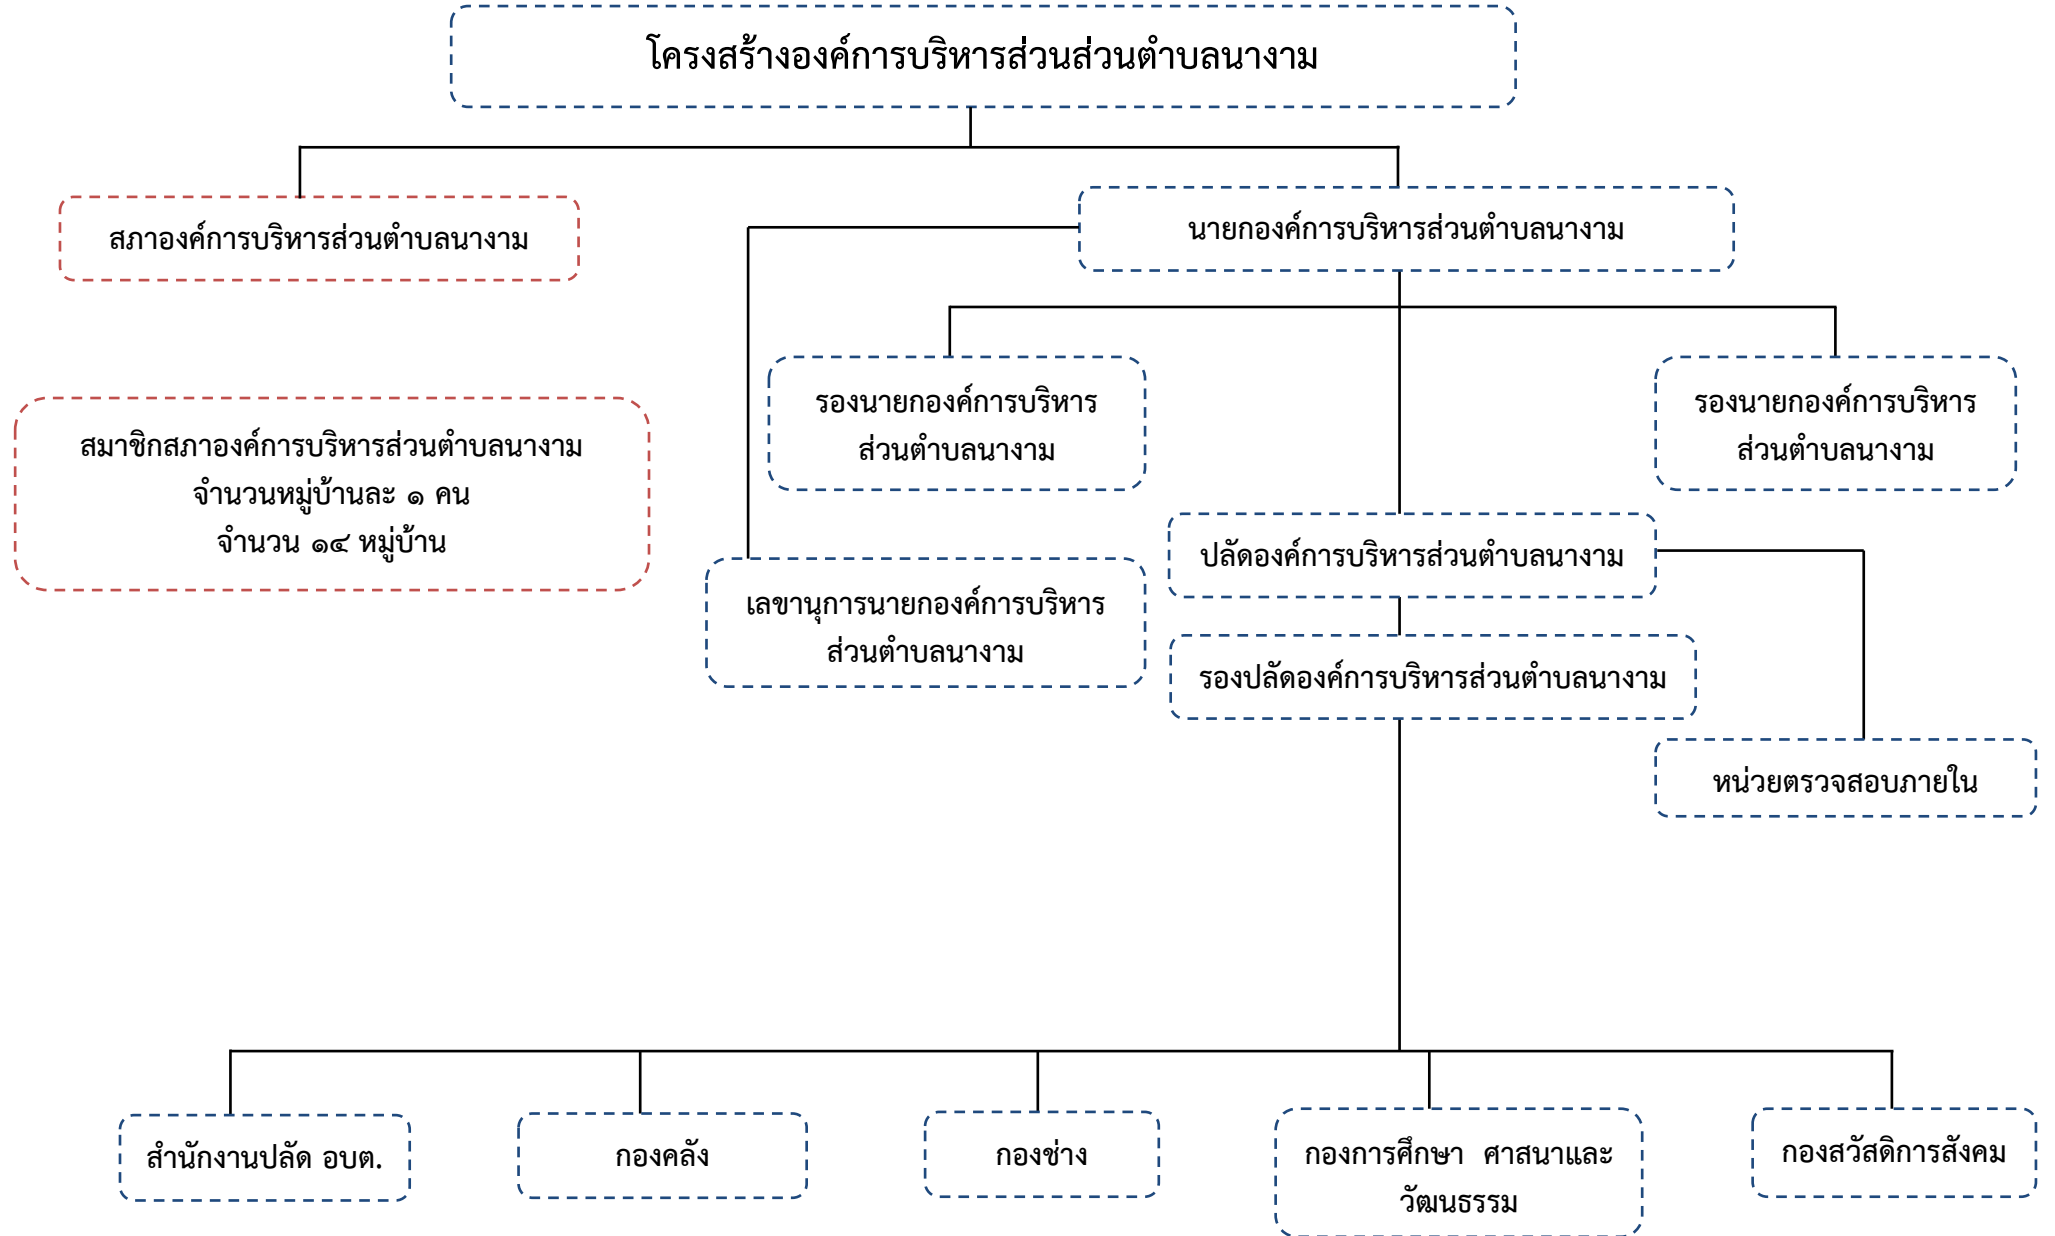 โครงสร้างองค์การบริหารส่วนส่วนตำบลนางาม
สภาองค์การบริหารส่วนตำบลนางาม
นายกองค์การบริหารส่วนตำบลนางาม
สมาชิกสภาองค์การบริหารส่วนตำบลนางาม
จำนวนหมู่บ้านละ ๑ คน
จำนวน ๑๔ หมู่บ้าน
รองนายกองค์การบริหาร
ส่วนตำบลนางาม
รองนายกองค์การบริหาร
ส่วนตำบลนางาม
ปลัดองค์การบริหารส่วนตำบลนางาม
เลขานุการนายกองค์การบริหาร
ส่วนตำบลนางาม
รองปลัดองค์การบริหารส่วนตำบลนางาม
หน่วยตรวจสอบภายใน
สำนักงานปลัด อบต.
กองคลัง
กองช่าง
กองการศึกษา ศาสนาและ
วัฒนธรรม
กองสวัสดิการสังคม